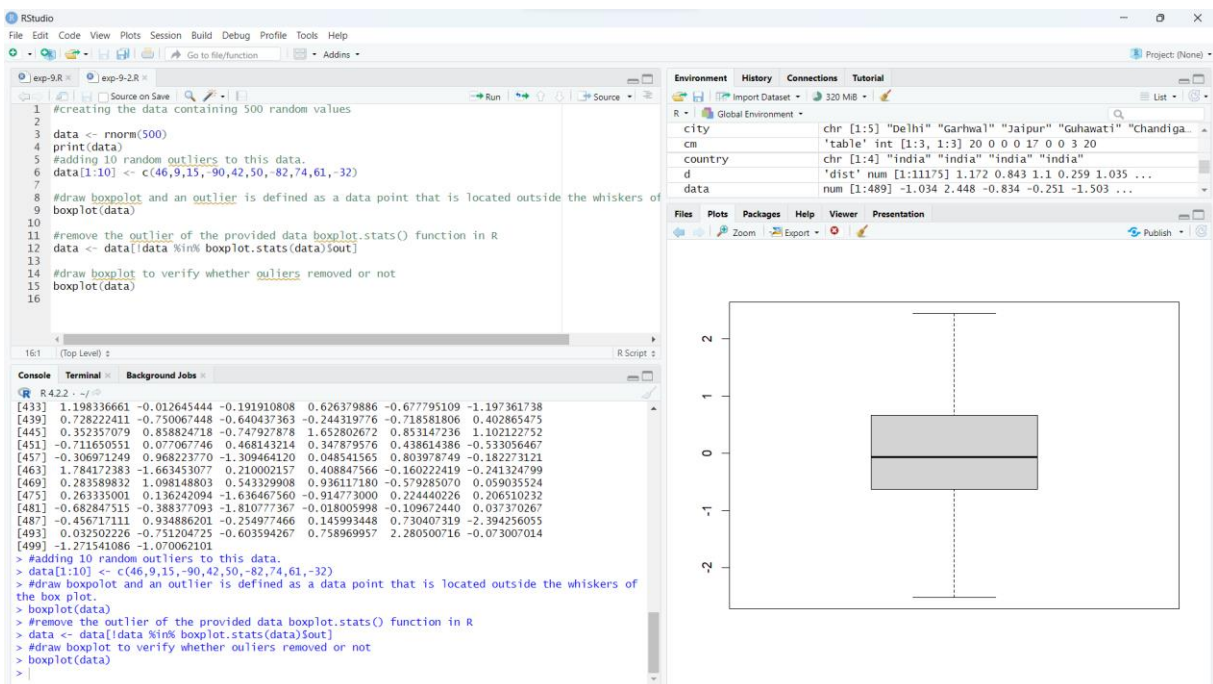 RStudio
File Edit Code View Plots Session Build Debug Profile Tools Help
Go to file/function Addins
Project: (None)
exp-9.R exp-9-2.R
Source on Save Run Source
1 #creating the data containing 500 random values
2
3 data <- rnorm(500)
4 print(data)
5 #adding 10 random outliers to this data.
6 data[1:10] <- c(46,9,15,-90,42,50,-82,74,61,-32)
7
8 #draw boxpolot and an outlier is defined as a data point that is located outside the whiskers of
9 boxplot(data)
10
11 #remove the outlier of the provided data boxplot.stats() function in R
12 data <- data[!data %in% boxplot.stats(data)$out]
13
14 #draw boxplot to verify whether ouliers removed or not
15 boxplot(data)
16
16:1 (Top Level) R Script
Console Terminal Background Jobs
R 4.2.2 · ~/
[433] 1.198336661 -0.012645444 -0.191910808 0.626379886 -0.677795109 -1.197361738
[439] 0.728222411 -0.750067448 -0.640437363 -0.244319776 -0.718581806 0.402865475
[445] 0.352357079 0.858824718 -0.747927878 1.652802672 0.853147236 1.102122752
[451] -0.711650551 0.077067746 0.468143214 0.347879576 0.438614386 -0.533056467
[457] -0.306971249 0.968223770 -1.309464120 0.048541565 0.803978749 -0.182273121
[463] 1.784172383 -1.663453077 0.210002157 0.408847566 -0.160222419 -0.241324799
[469] 0.283589832 1.098148803 0.543329908 0.936117180 -0.579285070 0.059035524
[475] 0.263335001 0.136242094 -1.636467560 -0.914773000 0.224440226 0.206510232
[481] -0.682847515 -0.388377093 -1.810777367 -0.018005998 -0.109672440 0.037370267
[487] -0.456717111 0.934886201 -0.254977466 0.145993448 0.730407319 -2.394256055
[493] 0.032502226 -0.751204725 -0.603594267 0.758969957 2.280500716 -0.073007014
[499] -1.271541086 -1.070062101
> #adding 10 random outliers to this data.
> data[1:10] <- c(46,9,15,-90,42,50,-82,74,61,-32)
> #draw boxpolot and an outlier is defined as a data point that is located outside the whiskers of
the box plot.
> boxplot(data)
> #remove the outlier of the provided data boxplot.stats() function in R
> data <- data[!data %in% boxplot.stats(data)$out]
> #draw boxplot to verify whether ouliers removed or not
> boxplot(data)
>
Environment History Connections Tutorial
Import Dataset 320 MiB List
R Global Environment
city chr [1:5] "Delhi" "Garhwal" "Jaipur" "Guhawati" "Chandiga…
cm 'table' int [1:3, 1:3] 20 0 0 0 17 0 0 3 20
country chr [1:4] "india" "india" "india" "india"
d 'dist' num [1:11175] 1.172 0.843 1.1 0.259 1.035 ...
data num [1:489] -1.034 2.448 -0.834 -0.251 -1.503 ...
Files Plots Packages Help Viewer Presentation
Zoom Export Publish
2
1
0
-1
-2